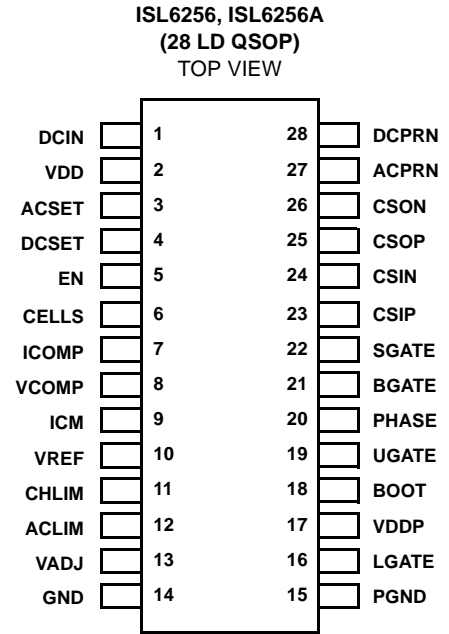 ISL6256, ISL6256A
(28 LD QSOP)
TOP VIEW
DCIN 1 28 DCPRN
VDD 2 27 ACPRN
ACSET 3 26 CSON
DCSET 4 25 CSOP
EN 5 24 CSIN
CELLS 6 23 CSIP
ICOMP 7 22 SGATE
VCOMP 8 21 BGATE
ICM 9 20 PHASE
VREF 10 19 UGATE
CHLIM 11 18 BOOT
ACLIM 12 17 VDDP
VADJ 13 16 LGATE
GND 14 15 PGND